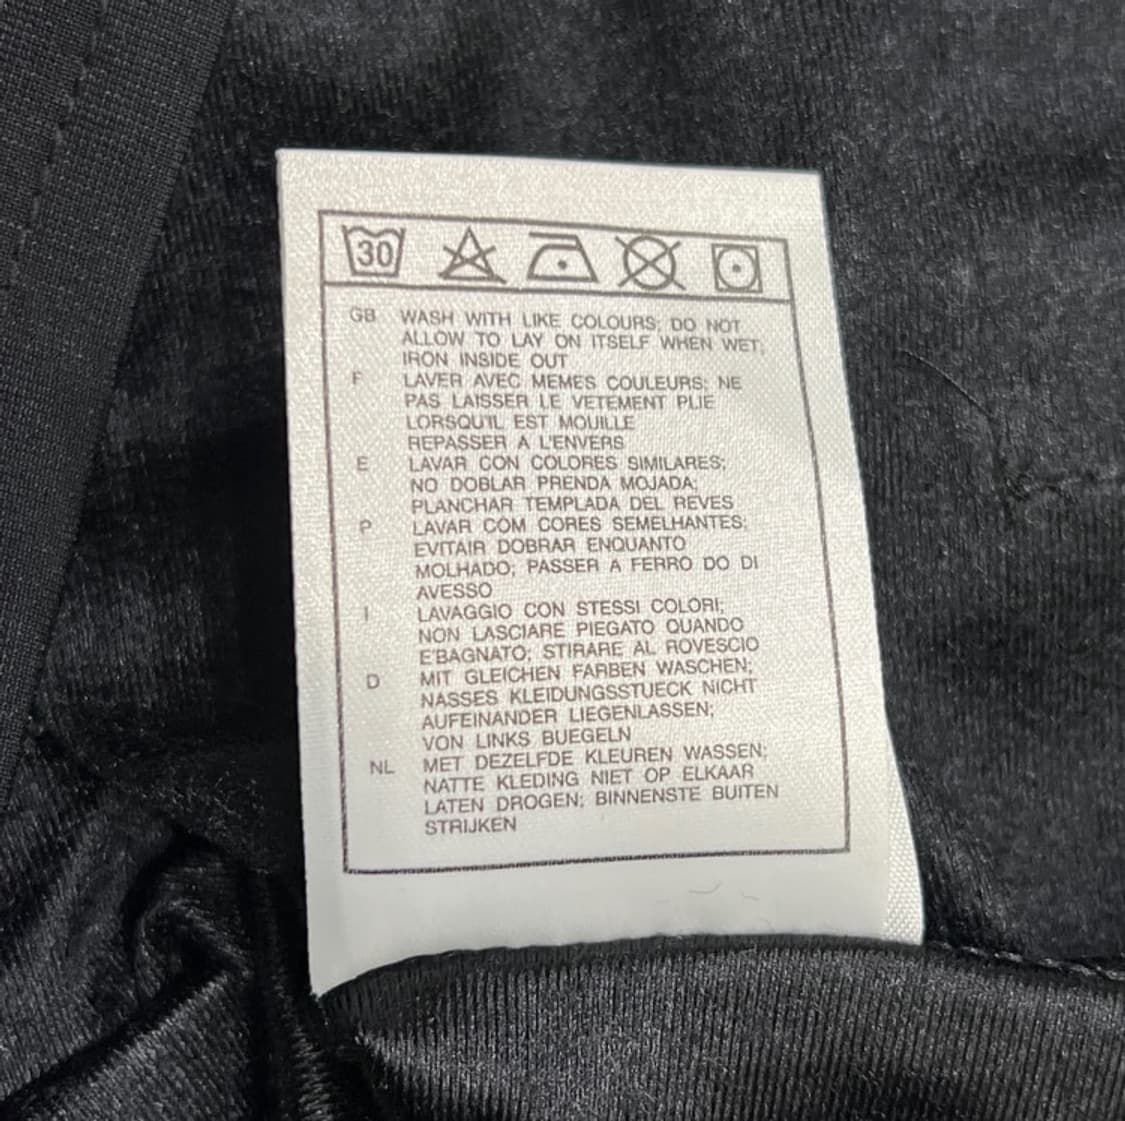 30
GB WASH WITH LIKE COLOURS; DO NOT
ALLOW TO LAY ON ITSELF WHEN WET;
IRON INSIDE OUT
F LAVER AVEC MEMES COULEURS; NE
PAS LAISSER LE VETEMENT PLIE
LORSQU'IL EST MOUILLE
REPASSER A L'ENVERS
E LAVAR CON COLORES SIMILARES;
NO DOBLAR PRENDA MOJADA;
PLANCHAR TEMPLADA DEL REVES
P LAVAR COM CORES SEMELHANTES;
EVITAIR DOBRAR ENQUANTO
MOLHADO; PASSER A FERRO DO DI
AVESSO
I LAVAGGIO CON STESSI COLORI;
NON LASCIARE PIEGATO QUANDO
E'BAGNATO; STIRARE AL ROVESCIO
D MIT GLEICHEN FARBEN WASCHEN;
NASSES KLEIDUNGSSTUECK NICHT
AUFEINANDER LIEGENLASSEN;
VON LINKS BUEGELN
NL MET DEZELFDE KLEUREN WASSEN;
NATTE KLEDING NIET OP ELKAAR
LATEN DROGEN; BINNENSTE BUITEN
STRIJKEN